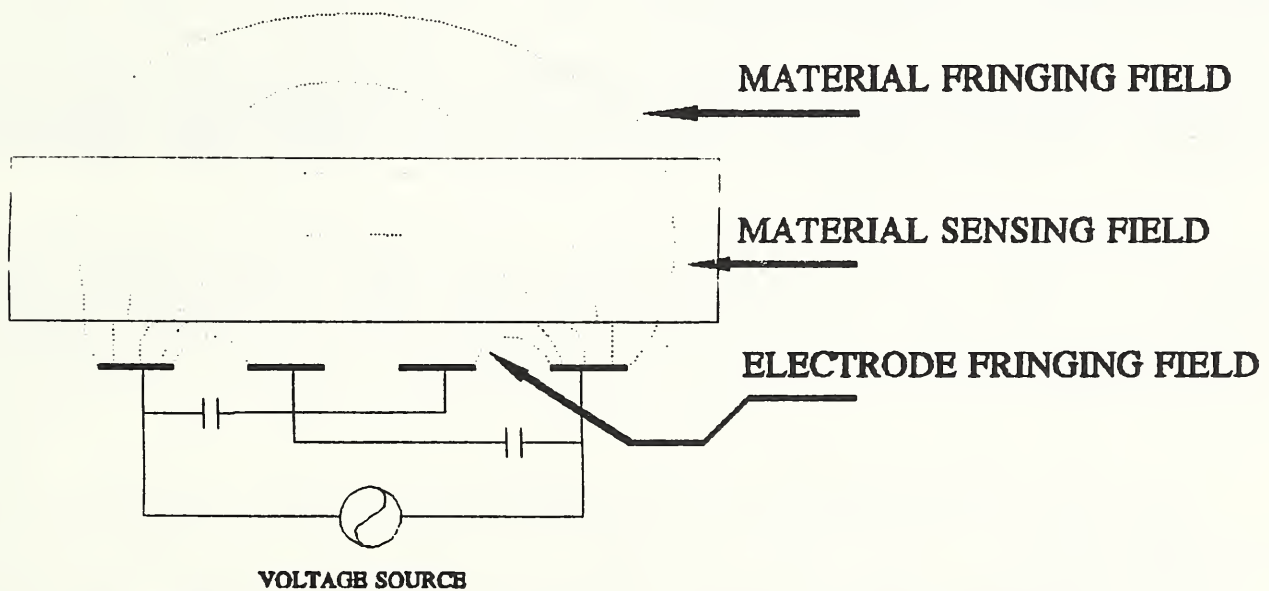 MATERIAL FRINGING FIELD
MATERIAL SENSING FIELD
ELECTRODE FRINGING FIELD
VOLTAGE SOURCE